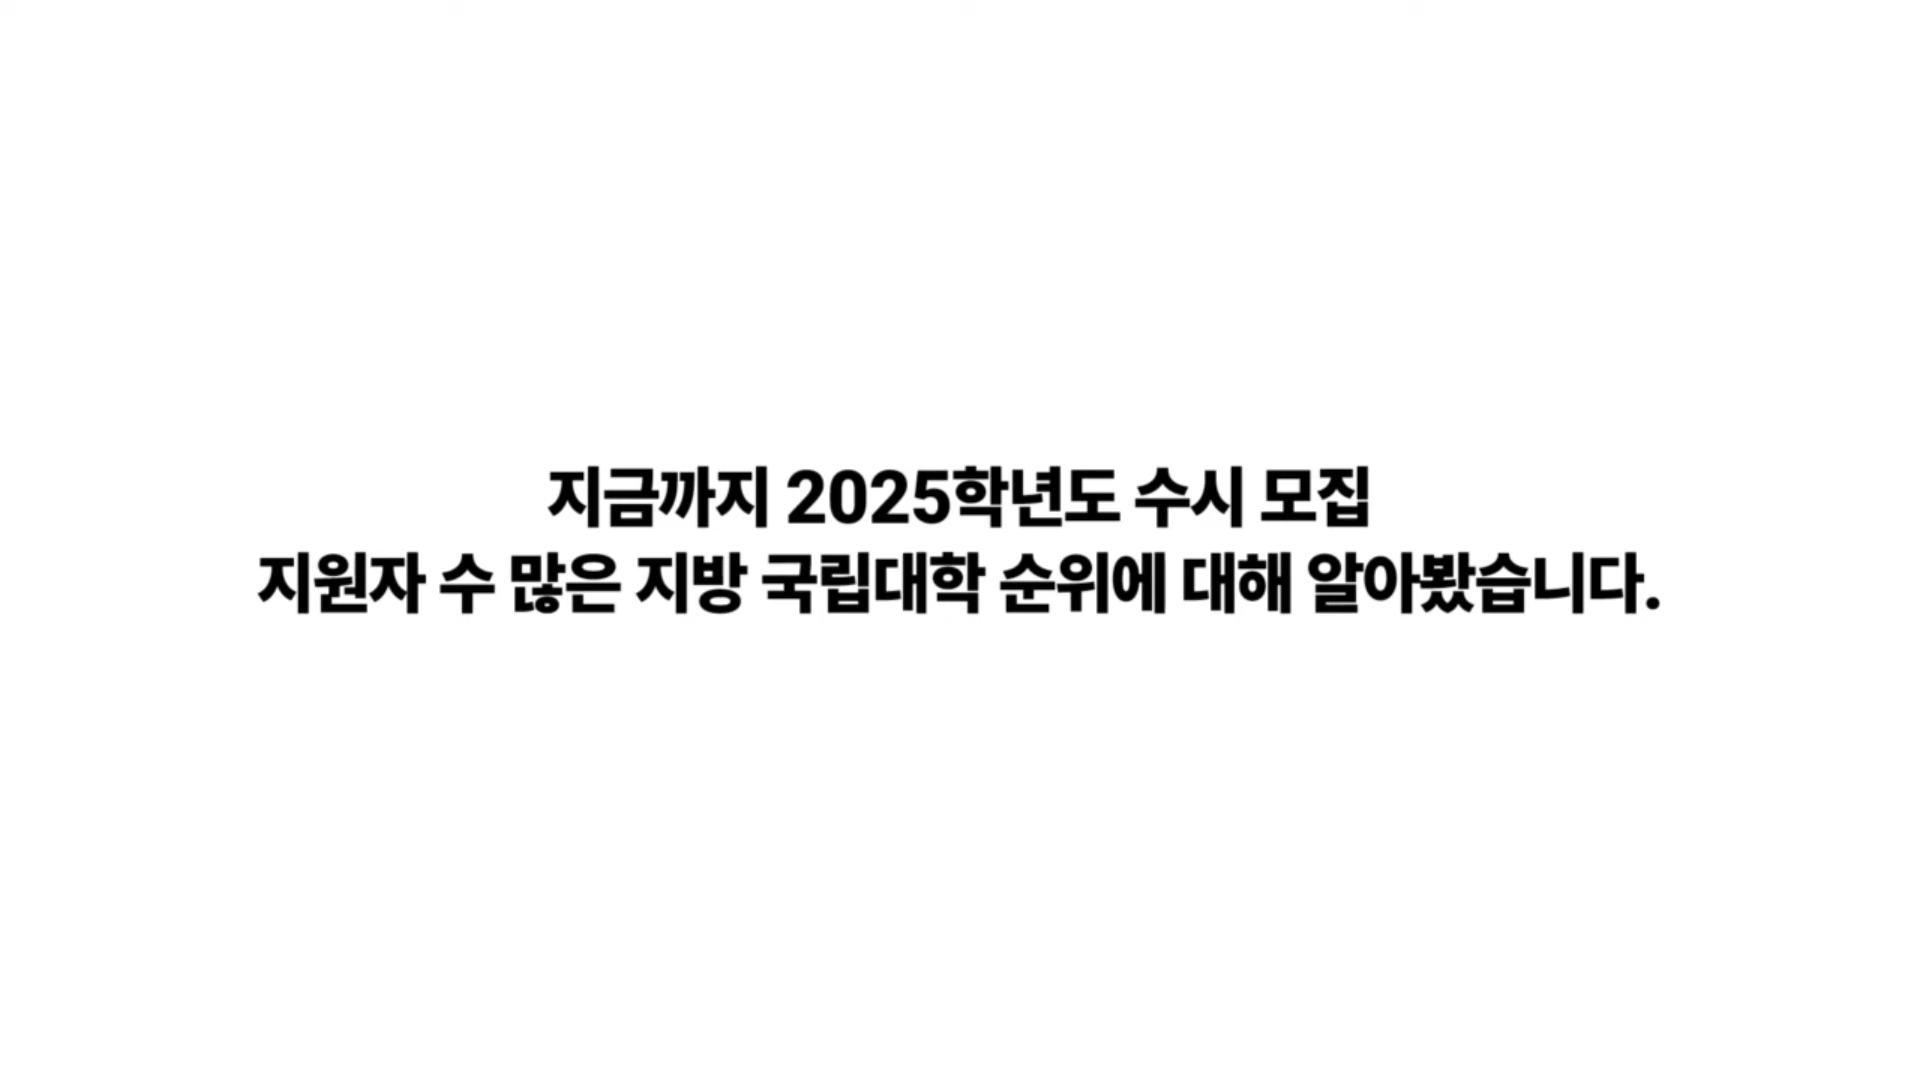 지금까지 2025학년도 수시 모집
지원자 수 많은 지방 국립대학 순위에 대해 알아봤습니다.